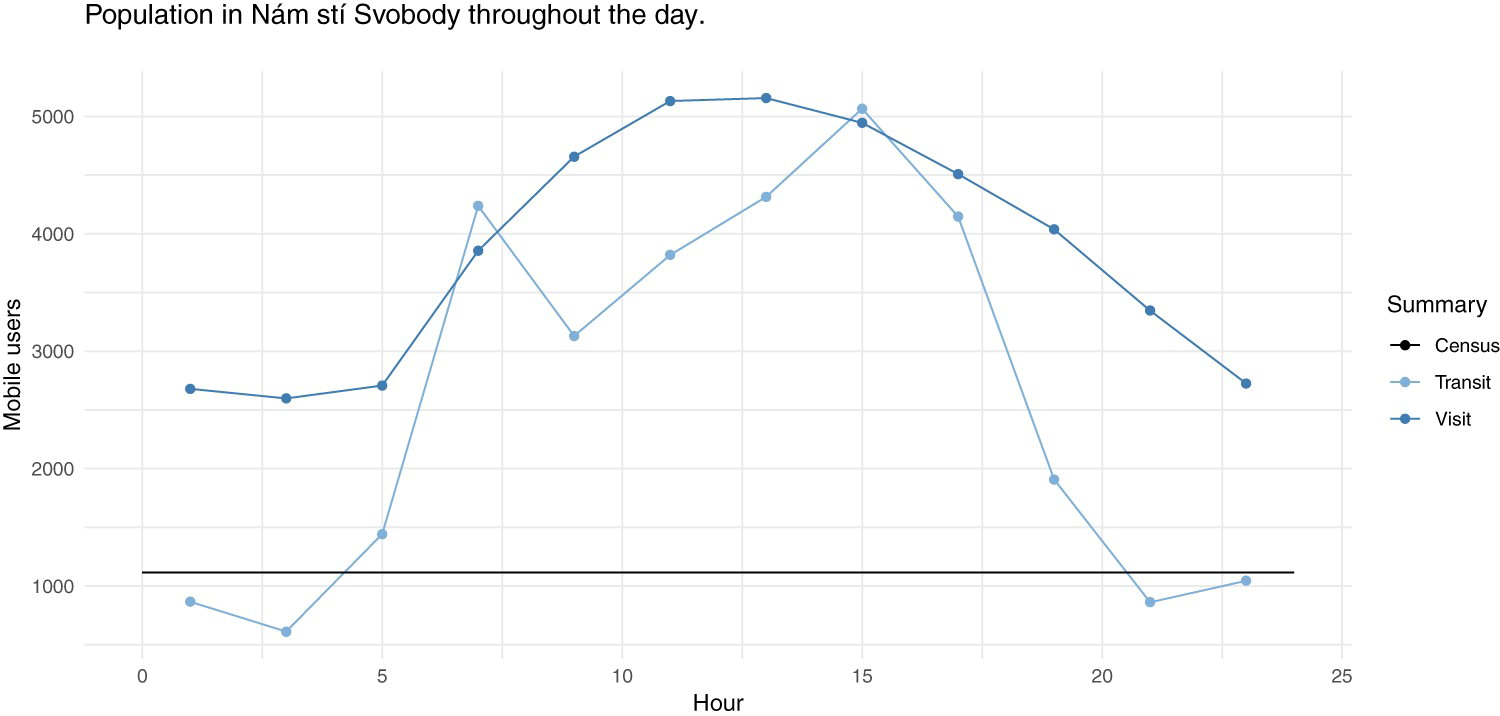 Population in Nám stí Svobody throughout the day.
5000
4000
3000
2000
1000
Mobile users
0 5 10 15 20 25
Hour
Summary
Census
Transit
Visit